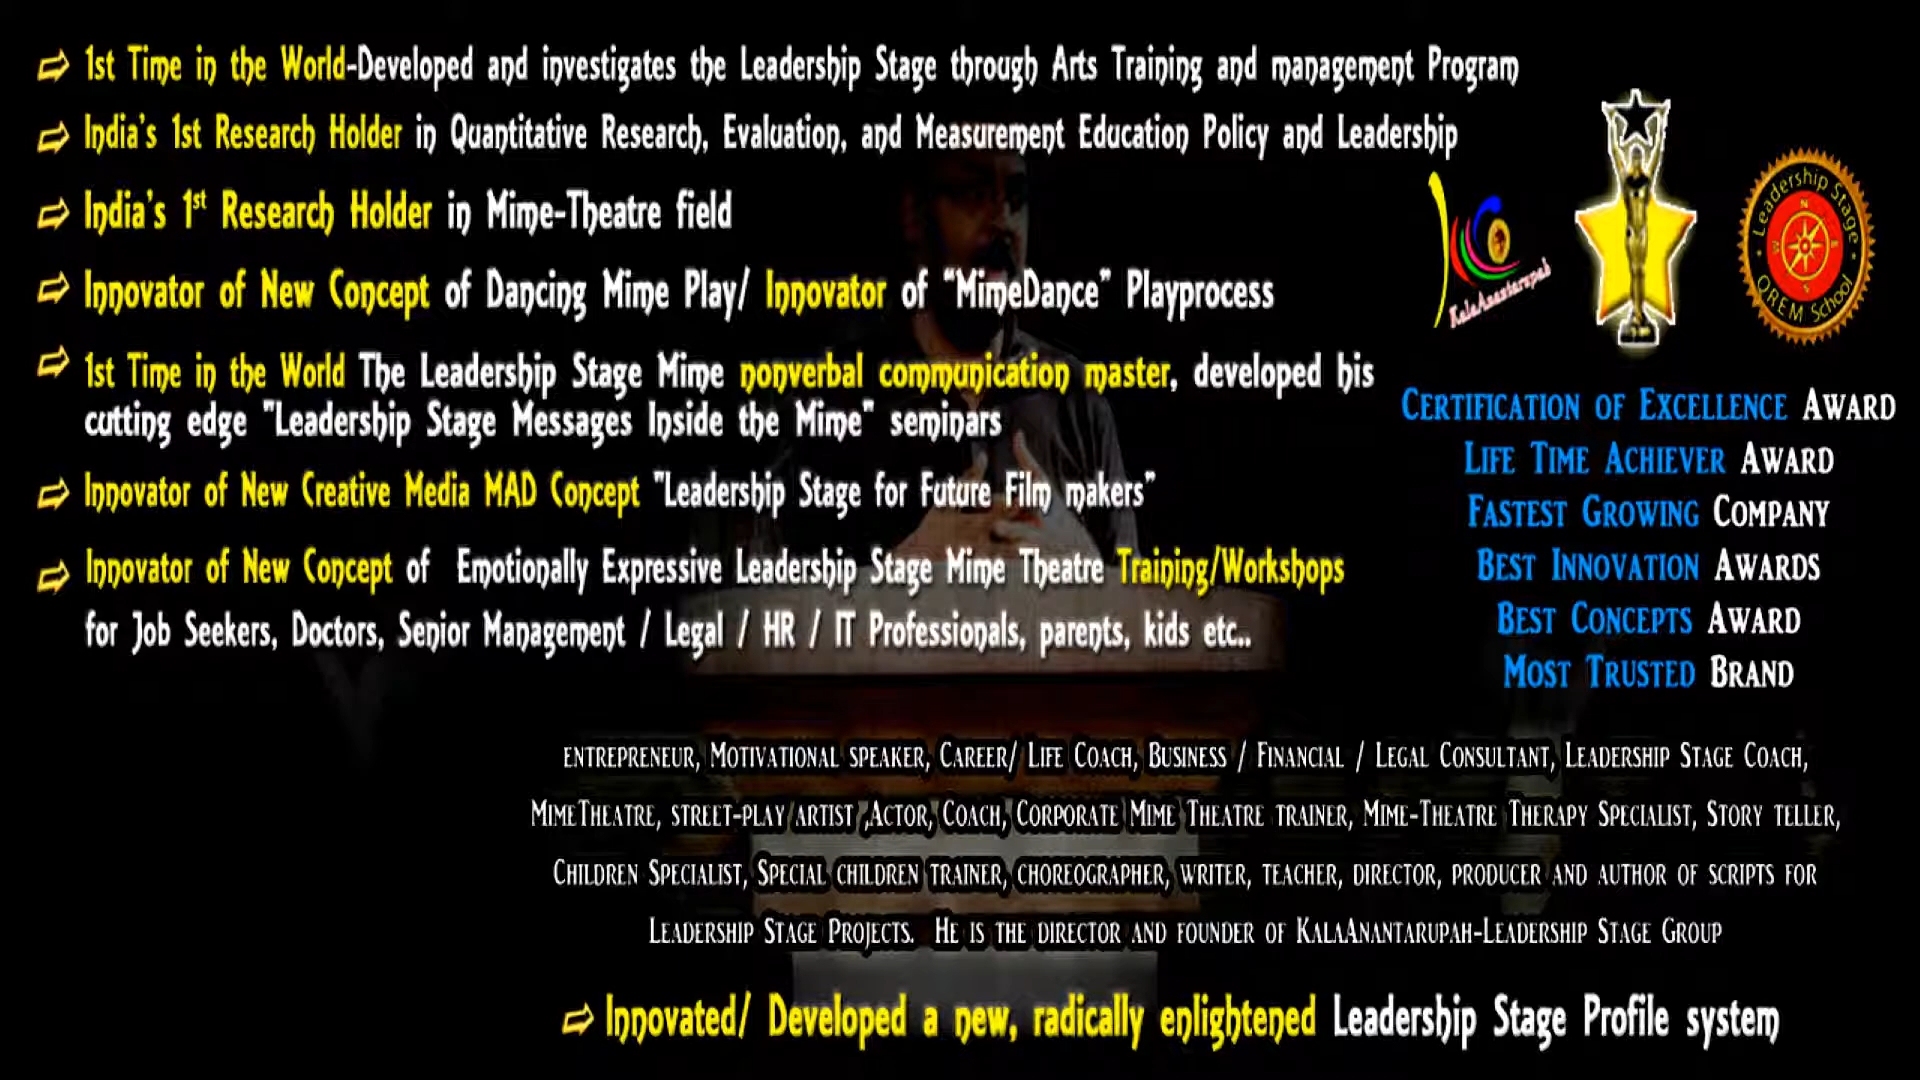 1st Time in the World-Developed and investigates the Leadership Stage through Arts Training and management Program
India's 1st Research Holder in Quantitative Research, Evaluation, and Measurement Education Policy and Leadership
India's 1st Research Holder in Mime-Theatre field
Innovator of New Concept of Dancing Mime Play/ Innovator of “MimeDance” Playprocess
1st Time in the World The Leadership Stage Mime nonverbal communication master, developed his
cutting edge "Leadership Stage Messages Inside the Mime" seminars
Innovator of New Creative Media MAD Concept "Leadership Stage for Future Film makers"
Innovator of New Concept of Emotionally Expressive Leadership Stage Mime Theatre Training/Workshops
for Job Seekers, Doctors, Senior Management / Legal / HR / IT Professionals, parents, kids etc..
KalaAnantarupah
Leadership Stage
N
QREM School
CERTIFICATION OF EXCELLENCE AWARD
LIFE TIME ACHIEVER AWARD
FASTEST GROWING COMPANY
BEST INNOVATION AWARDS
BEST CONCEPTS AWARD
MOST TRUSTED BRAND
ENTREPRENEUR, MOTIVATIONAL SPEAKER, CAREER/ LIFE COACH, BUSINESS / FINANCIAL / LEGAL CONSULTANT, LEADERSHIP STAGE COACH,
MIMETHEATRE, STREET-PLAY ARTIST ,ACTOR, COACH, CORPORATE MIME THEATRE TRAINER, MIME-THEATRE THERAPY SPECIALIST, STORY TELLER,
CHILDREN SPECIALIST, SPECIAL CHILDREN TRAINER, CHOREOGRAPHER, WRITER, TEACHER, DIRECTOR, PRODUCER AND AUTHOR OF SCRIPTS FOR
LEADERSHIP STAGE PROJECTS. HE IS THE DIRECTOR AND FOUNDER OF KALAANANTARUPAH-LEADERSHIP STAGE GROUP
Innovated/ Developed a new, radically enlightened Leadership Stage Profile system